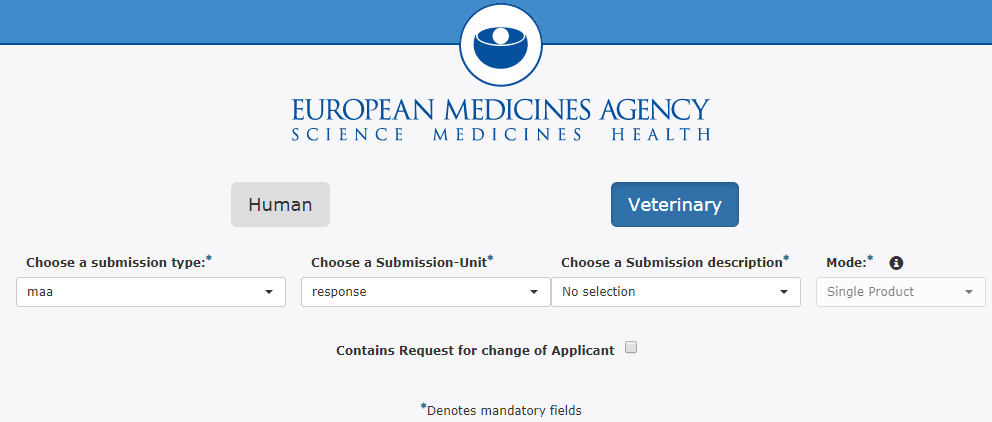 EUROPEAN MEDICINES AGENCY
SCIENCE MEDICINES HEALTH
Human Veterinary
Choose a submission type:* Choose a Submission-Unit* Choose a Submission description* Mode:*
maa response No selection Single Product
Contains Request for change of Applicant
*Denotes mandatory fields